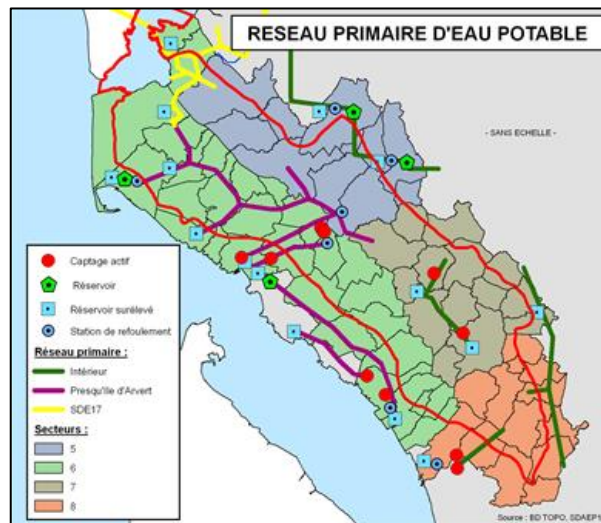 RESEAU PRIMAIRE D'EAU POTABLE
- SANS ECHELLE -
Captage actif
Réservoir
Réservoir surélevé
Station de refoulement
Réseau primaire :
Intérieur
Presqu'Ile d'Arvert
SDE17
Secteurs :
5
6
7
8
Source : BD TOPO, SDAEP1